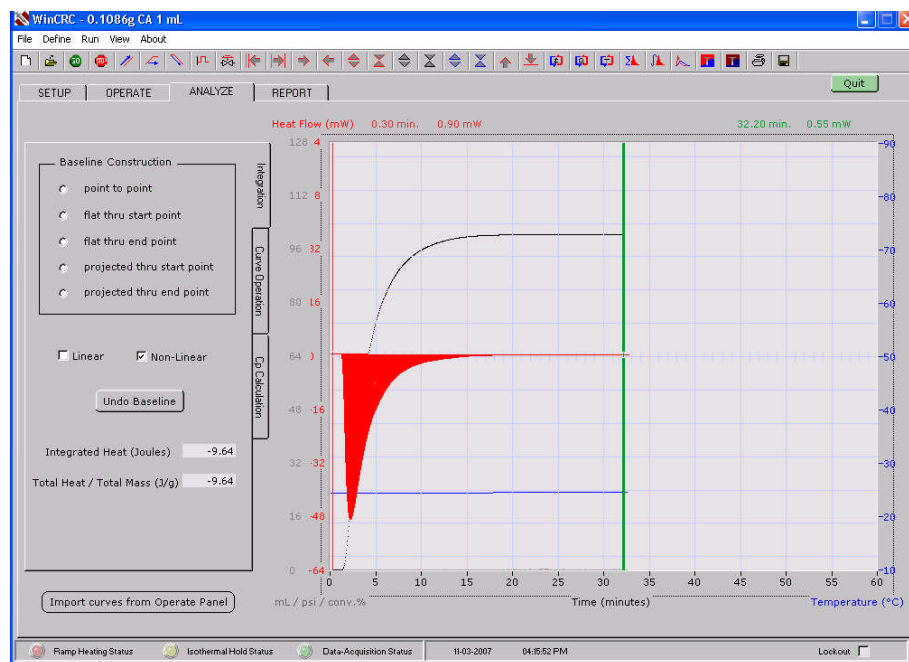 WinCRC - 0.1086g CA 1 mL
File Define Run View About
SETUP OPERATE ANALYZE REPORT Quit
Heat Flow (mW) 0.30 min. 0.90 mW 32.20 min. 0.55 mW
Baseline Construction
point to point
flat thru start point
flat thru end point
projected thru start point
projected thru end point
Linear Non-Linear
Undo Baseline
Integrated Heat (Joules) -9.64
Total Heat / Total Mass (J/g) -9.64
Import curves from Operate Panel
Integration
Curve Operation
Cp Calculation
128 4 90
112 8 80
96 32 70
80 16 60
64 50
48 -16 40
32 -32 30
16 -48 20
0 -64 10
0 5 10 15 20 25 30 35 40 45 50 55 60
mL / psi / conv.% Time (minutes) Temperature (°C)
Ramp Heating Status Isothermal Hold Status Data-Acquisition Status 11-03-2007 04:15:52 PM Lockout